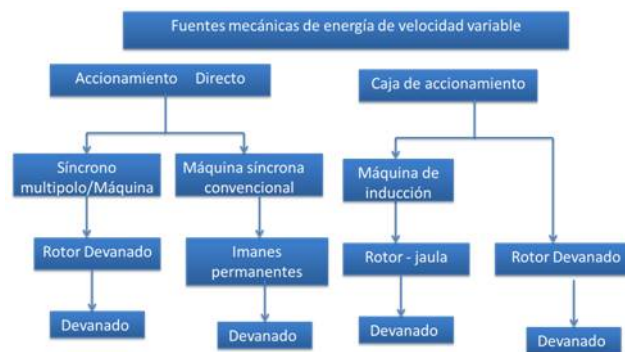 Fuentes mecánicas de energía de velocidad variable
Accionamiento Directo
Caja de accionamiento
Síncrono
multipolo/Máquina
Máquina síncrona
convencional
Máquina de
inducción
Rotor Devanado
Imanes
permanentes
Rotor - jaula
Rotor Devanado
Devanado
Devanado
Devanado
Devanado